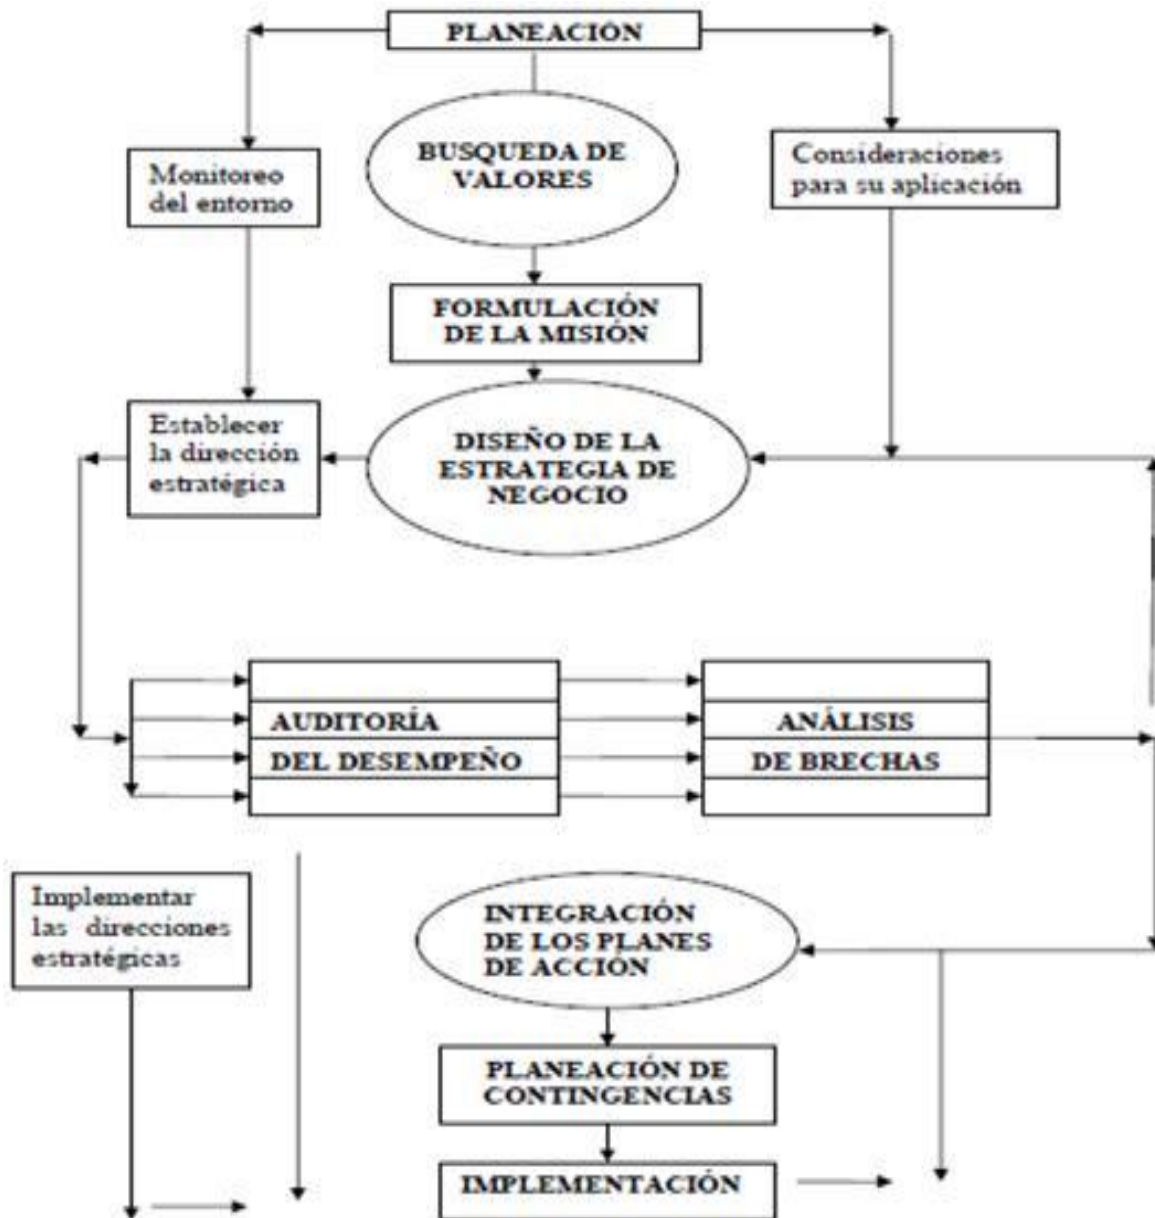 PLANEACIÓN
BUSQUEDA DE
VALORES
Monitoreo
del entorno
Consideraciones
para su aplicación
FORMULACIÓN
DE LA MISIÓN
Establecer
la dirección
estratégica
DISEÑO DE LA
ESTRATEGIA DE
NEGOCIO
AUDITORÍA
DEL DESEMPEÑO
ANÁLISIS
DE BRECHAS
Implementar
las direcciones
estratégicas
INTEGRACIÓN
DE LOS PLANES
DE ACCIÓN
PLANEACIÓN DE
CONTINGENCIAS
IMPLEMENTACIÓN